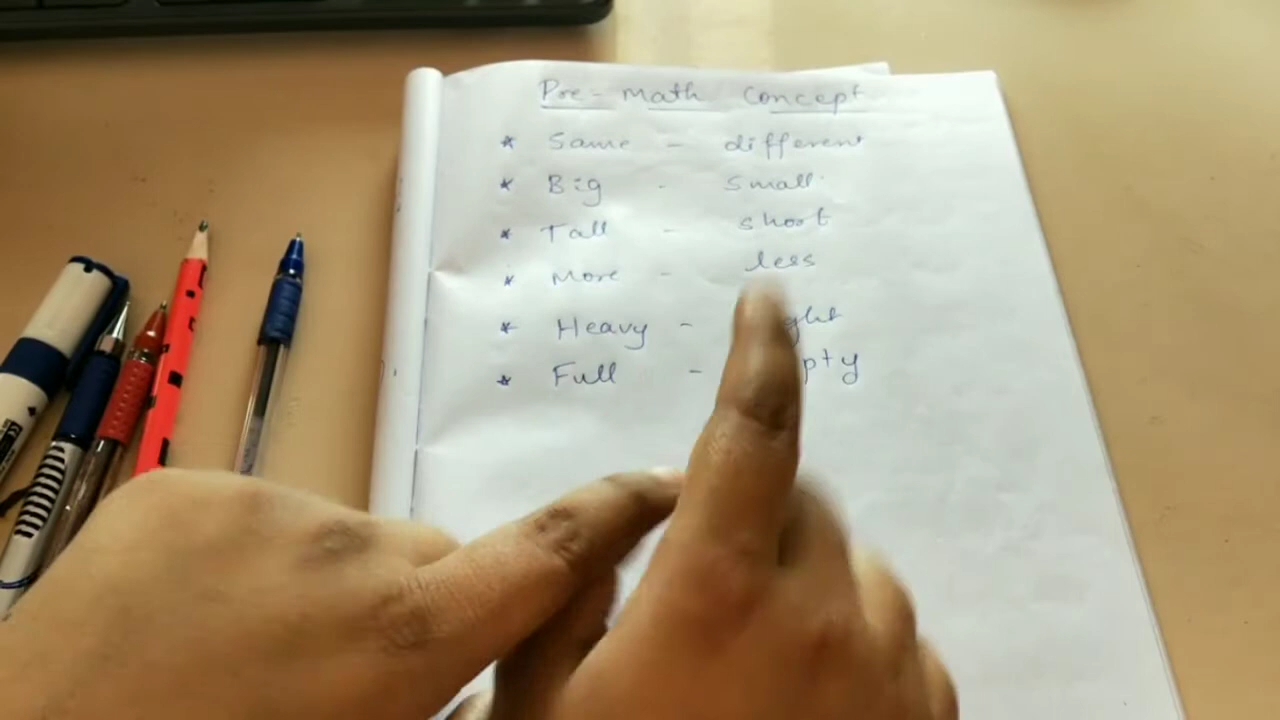 Pre - Math Concept
* Same - different
* Big - small
* Tall - short
* More - less
* Heavy -
* Full -